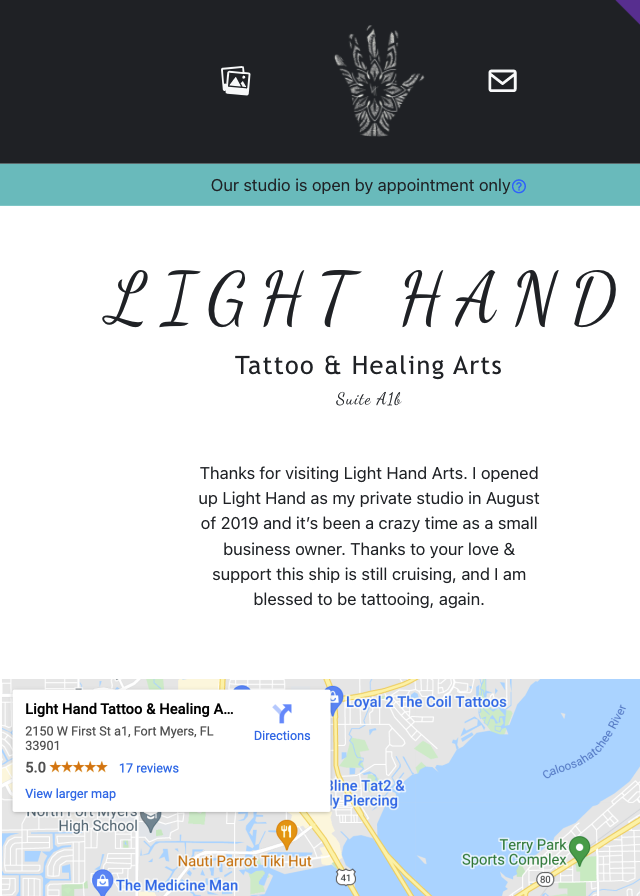 Our studio is open by appointment only
LIGHT HAND
Tattoo & Healing Arts
Suite A1b
Thanks for visiting Light Hand Arts. I opened
up Light Hand as my private studio in August
of 2019 and it’s been a crazy time as a small
business owner. Thanks to your love &
support this ship is still cruising, and I am
blessed to be tattooing, again.
Light Hand Tattoo & Healing A...
2150 W First St a1, Fort Myers, FL
33901
Directions
5.0 ★★★★★ 17 reviews
View larger map
Loyal 2 The Coil Tattoos
Caloosahatchee River
Tat2 &
Piercing
North Fort Myers
High School
Nauti Parrot Tiki Hut
Terry Park
Sports Complex
41
80
The Medicine Man